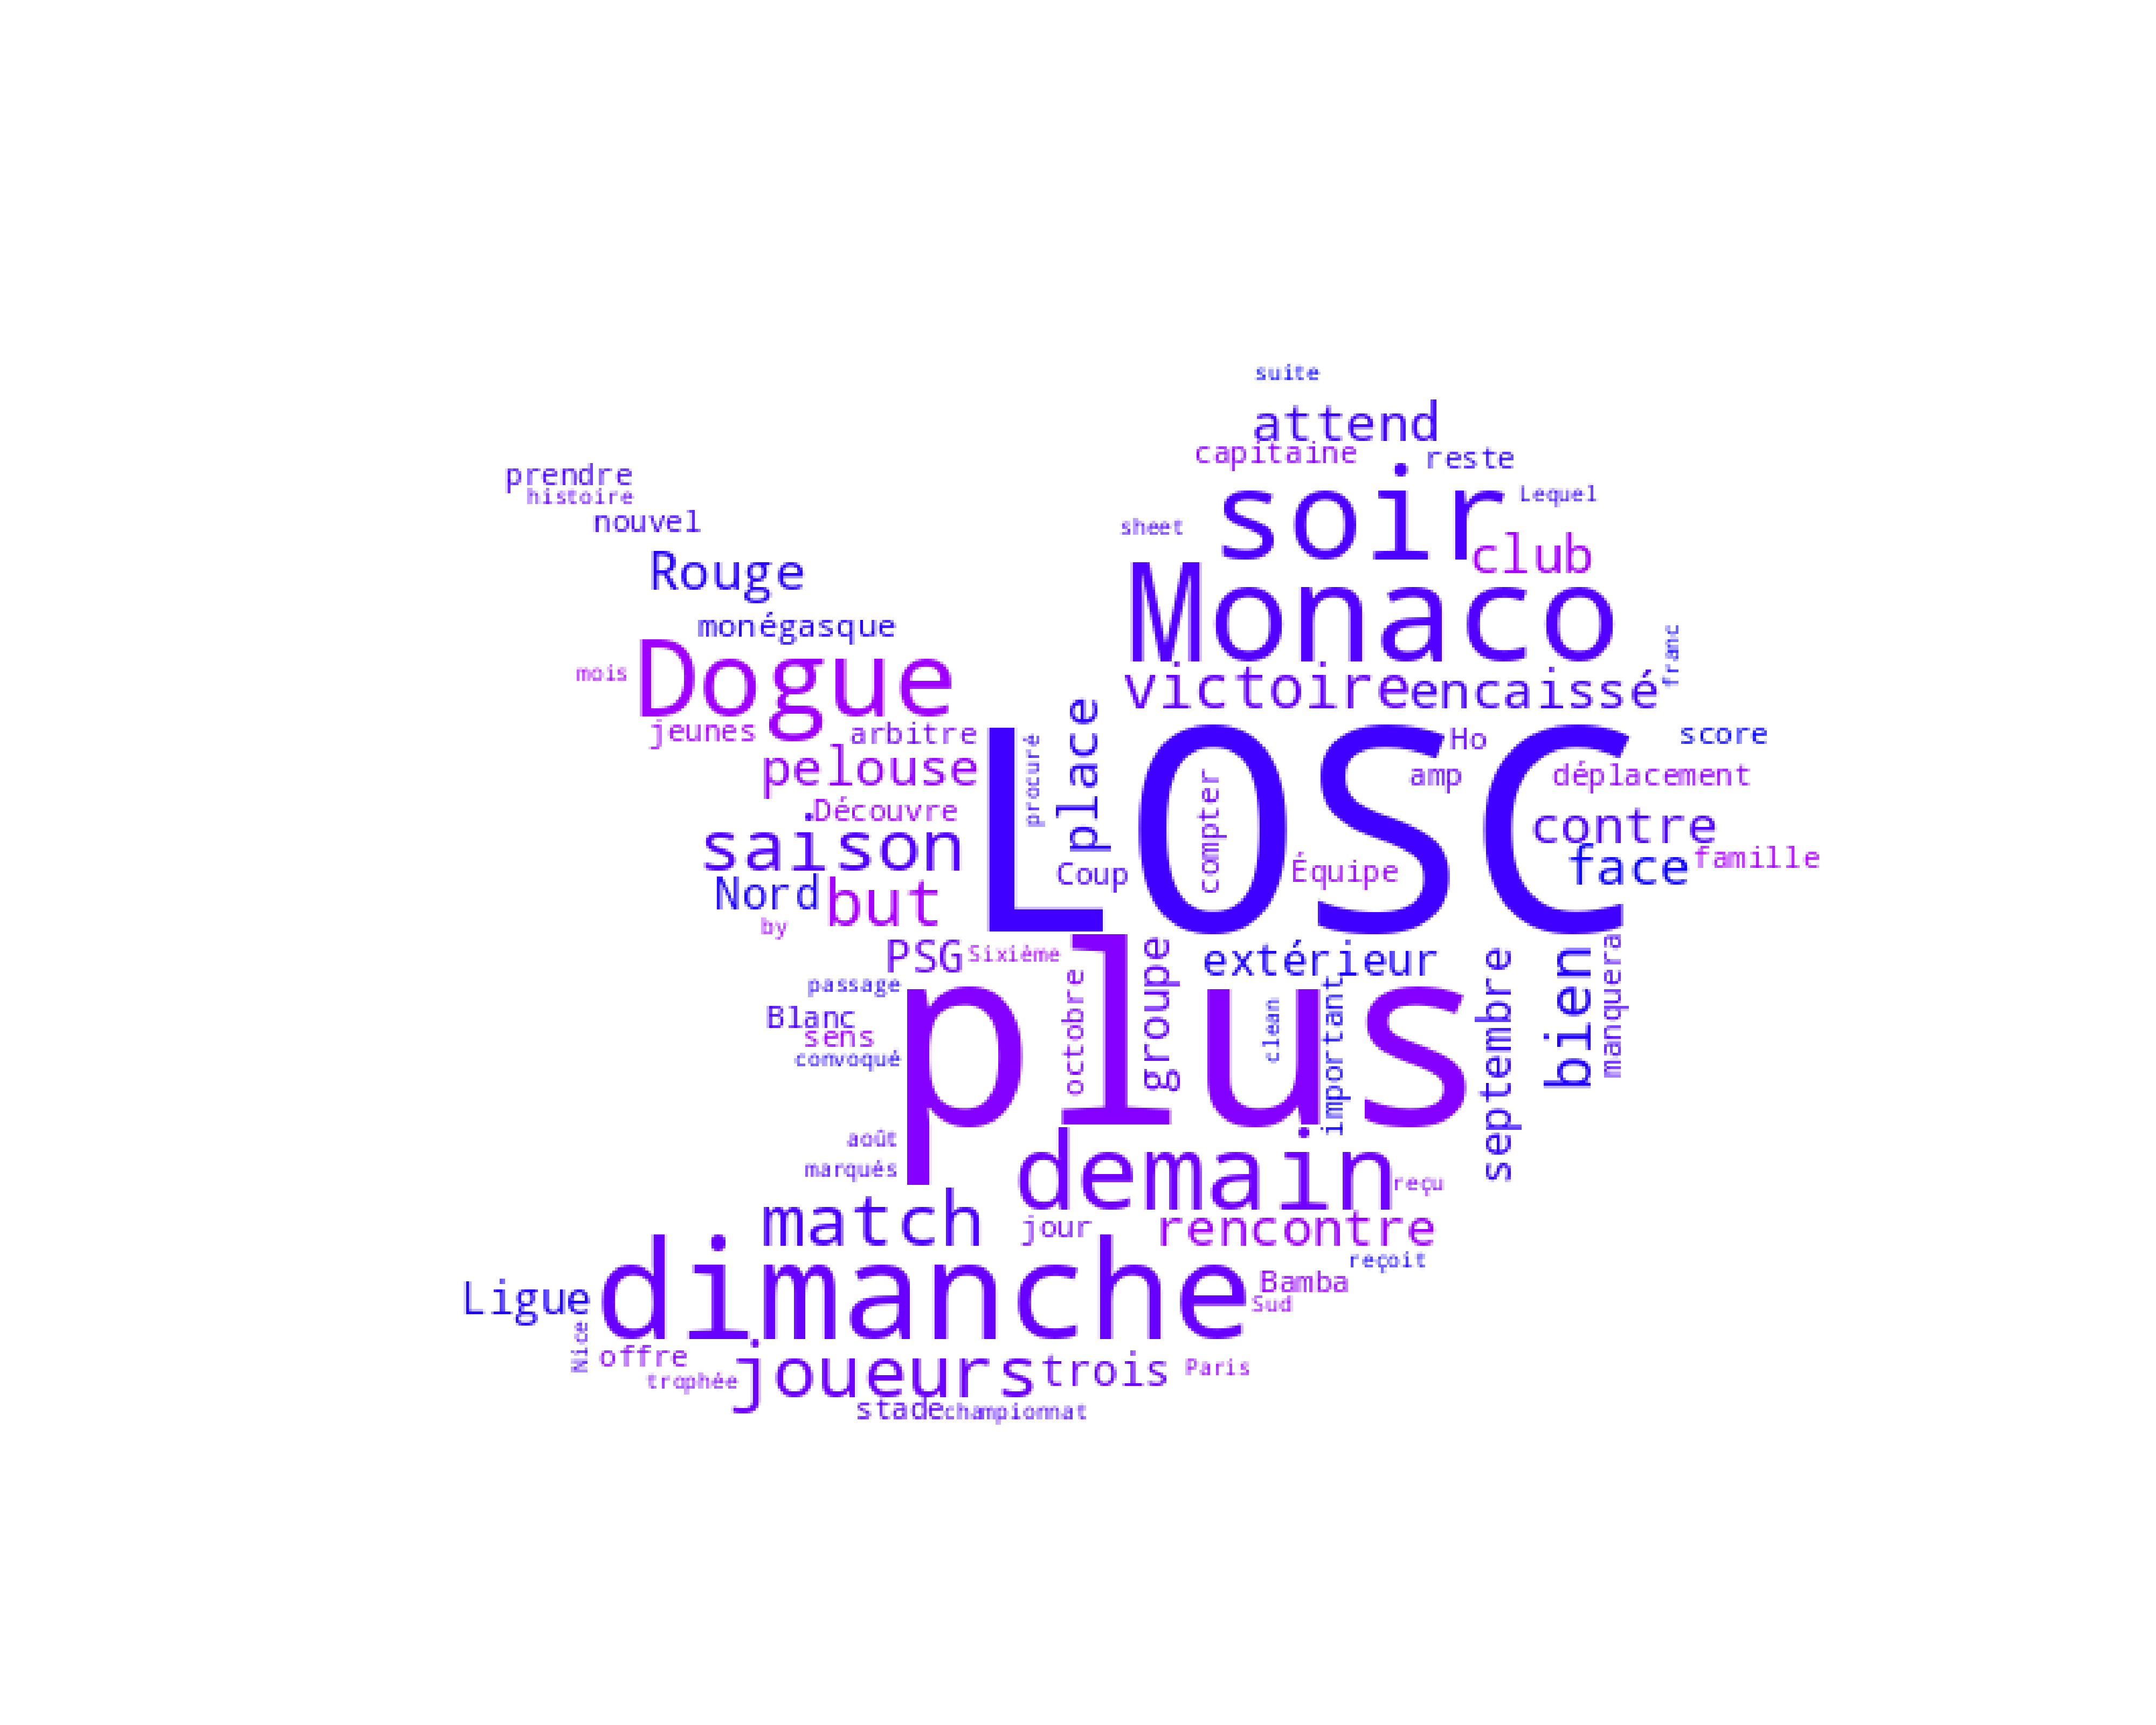 suite
attend
capitaine
reste
prendre
histoire
soir
Lequel
nouvel
sheet
club
Rouge
Monaco
monégasque
franc
Dogue
mois
victoire
encaissé
jeunes
arbitre
LOSC
procuré
place
Ho
score
pelouse
amp
déplacement
Découvre
compter
contre
saison
Coup
Équipe
face
famille
Nord
but
by
PSG
Sixième
plus
octobre
groupe
extérieur
clean
important
septembre
bien
manquera
passage
Blanc
sens
convoqué
août
marqués
demain
reçu
match
jour
rencontre
reçoit
dimanche
Bamba
Sud
Ligue
Nice
offre
trophée
joueurs
trois
Paris
stade
championnat